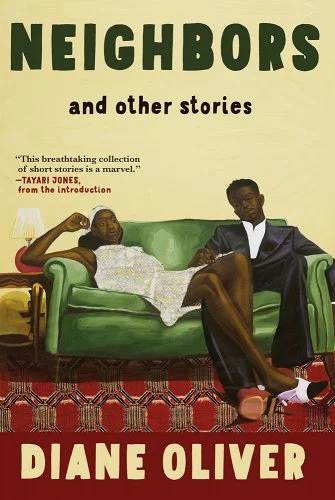 NEIGHBORS
and other stories
“This breathtaking collection
of short stories is a marvel.”
—TAYARI JONES,
from the introduction
DIANE OLIVER